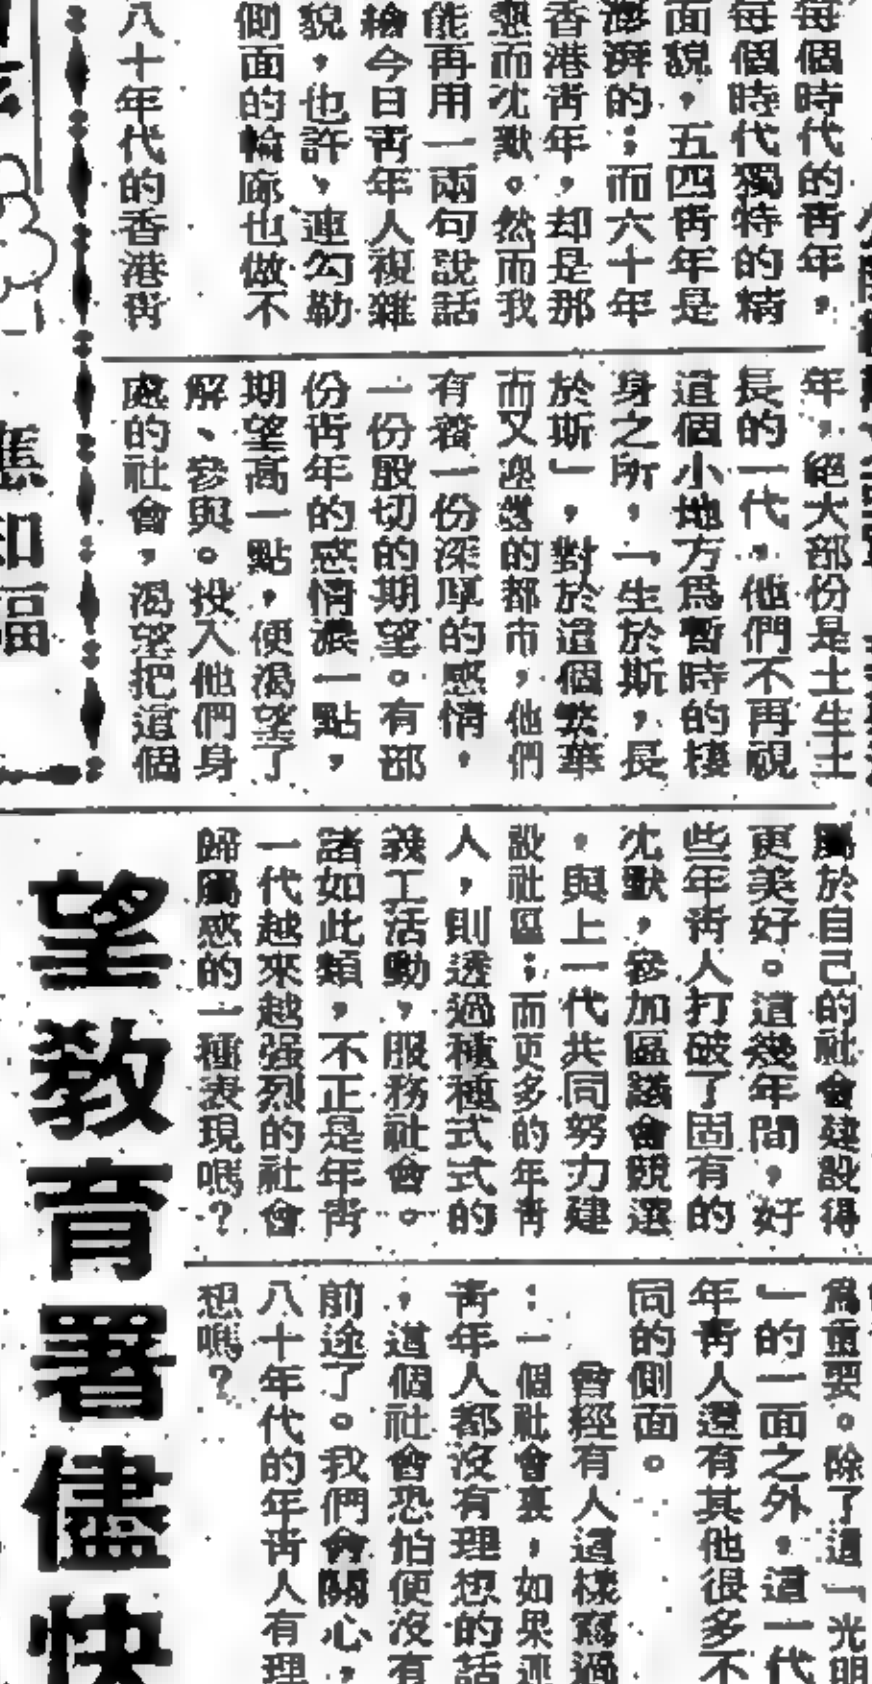 每個時代的青年，
每個時代獨特的精
面貌，五四青年是
澎湃的；而六十年
香港青年，却是那
而沈默。然而我
能再用一兩句說話
繪今日青年人複雜
貌，也許、連勾勒
側面的輪廓也做不
八十年代的香港青
年，絕大部份是土生土
長的一代，他們不再視
這個小地方爲暫時的棲
身之所，「生於斯，長
於斯」，對於這個繁華
而又迷惑的都市，他們
有着一份深厚的感情，
一份殷切的期望。有部
份青年的感情濃一點，
期望高一點，便渴望了
解、參與。投入他們身
處的社會，渴望把這個
屬於自己的社會建設得
更美好。這幾年間，好
些年青人打破了固有的
沈默，參加區議會競選
，與上一代共同努力建
設社區；而更多的年青
人，則透過種種式式的
義工活動，服務社會。
諸如此類，不正是年青
一代越來越强烈的社會
歸屬感的一種表現嗎？
爲重要。除了這「光明
」的一面之外，這一代
年青人還有其他很多不
同的側面。
曾經有人這樣寫過
：一個社會裏，如果連
青年人都沒有理想的話
，這個社會恐怕便沒有
前途了。我們會關心，
八十年代的年青人有理
想嗎？
望教育署儘快